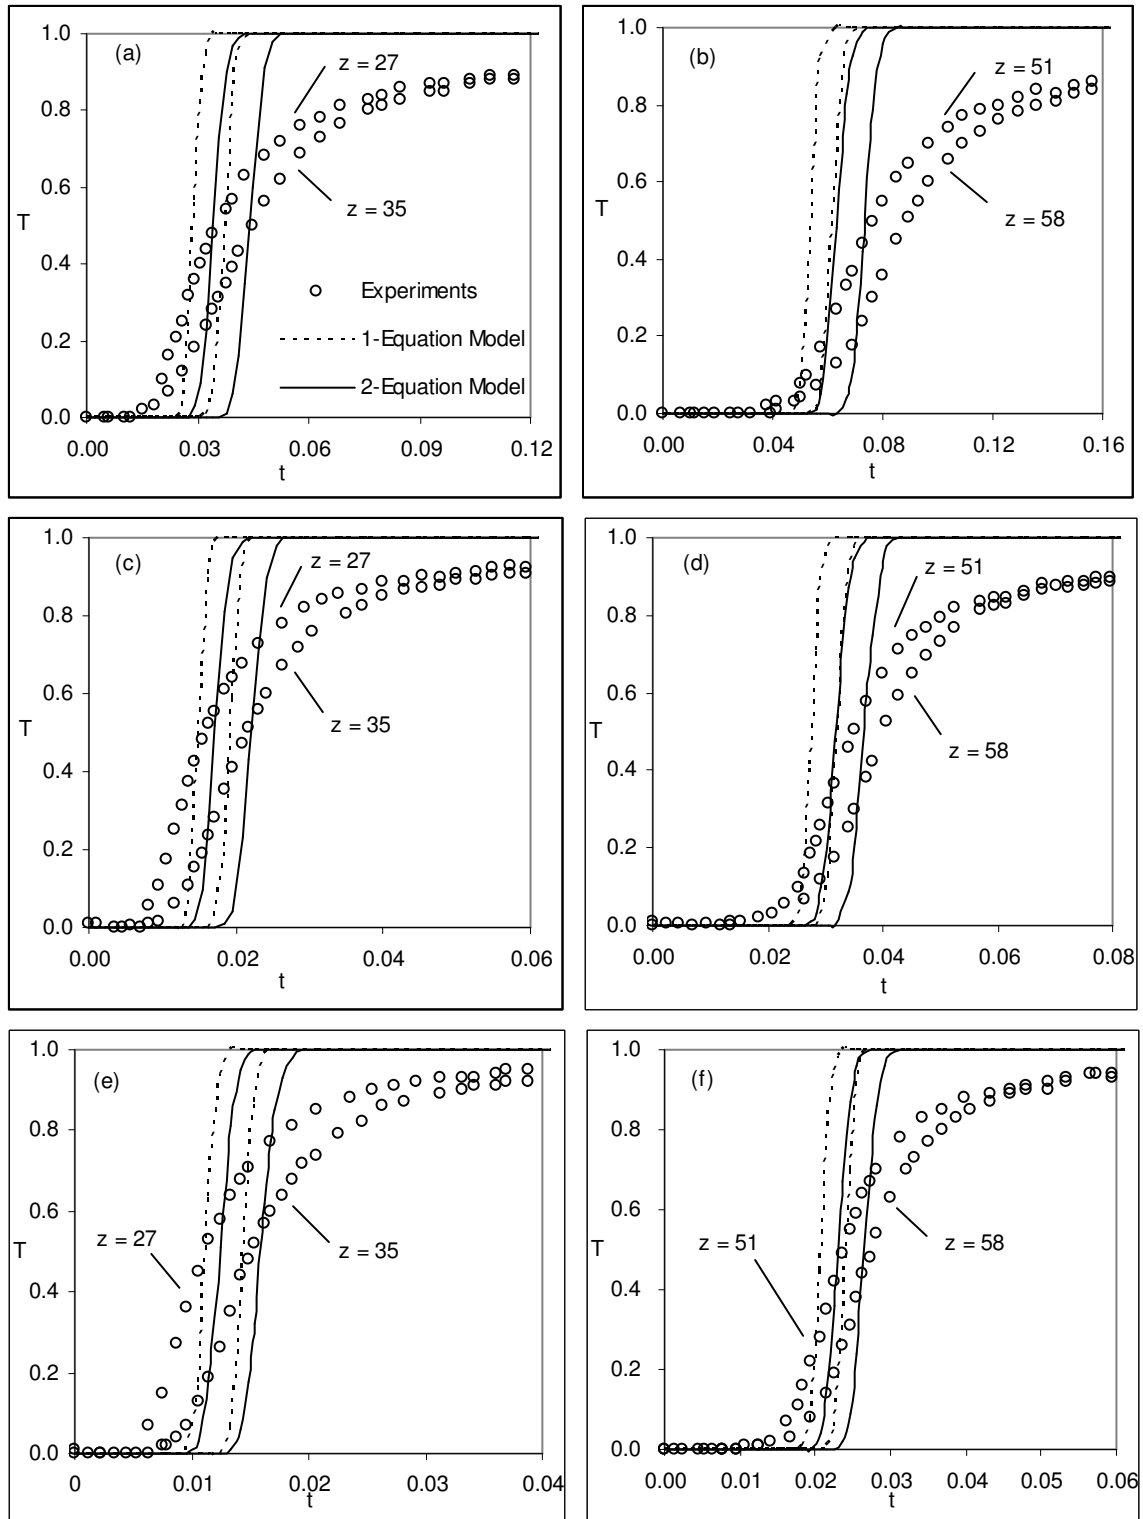 (a)
1.0
0.8
0.6
0.4
0.2
0.0
T
z = 27
z = 35
Experiments
1-Equation Model
2-Equation Model
0.00 0.03 0.06 0.09 0.12
t
(b)
1.0
0.8
0.6
0.4
0.2
0.0
T
z = 51
z = 58
0.00 0.04 0.08 0.12 0.16
t
(c)
1.0
0.8
0.6
0.4
0.2
0.0
T
z = 27
z = 35
0.00 0.02 0.04 0.06
t
(d)
1.0
0.8
0.6
0.4
0.2
0.0
T
z = 51
z = 58
0.00 0.02 0.04 0.06 0.08
t
(e)
1.0
0.8
0.6
0.4
0.2
0.0
T
z = 27
z = 35
0 0.01 0.02 0.03 0.04
t
(f)
1.0
0.8
0.6
0.4
0.2
0.0
T
z = 51
z = 58
0.00 0.01 0.02 0.03 0.04 0.05 0.06
t